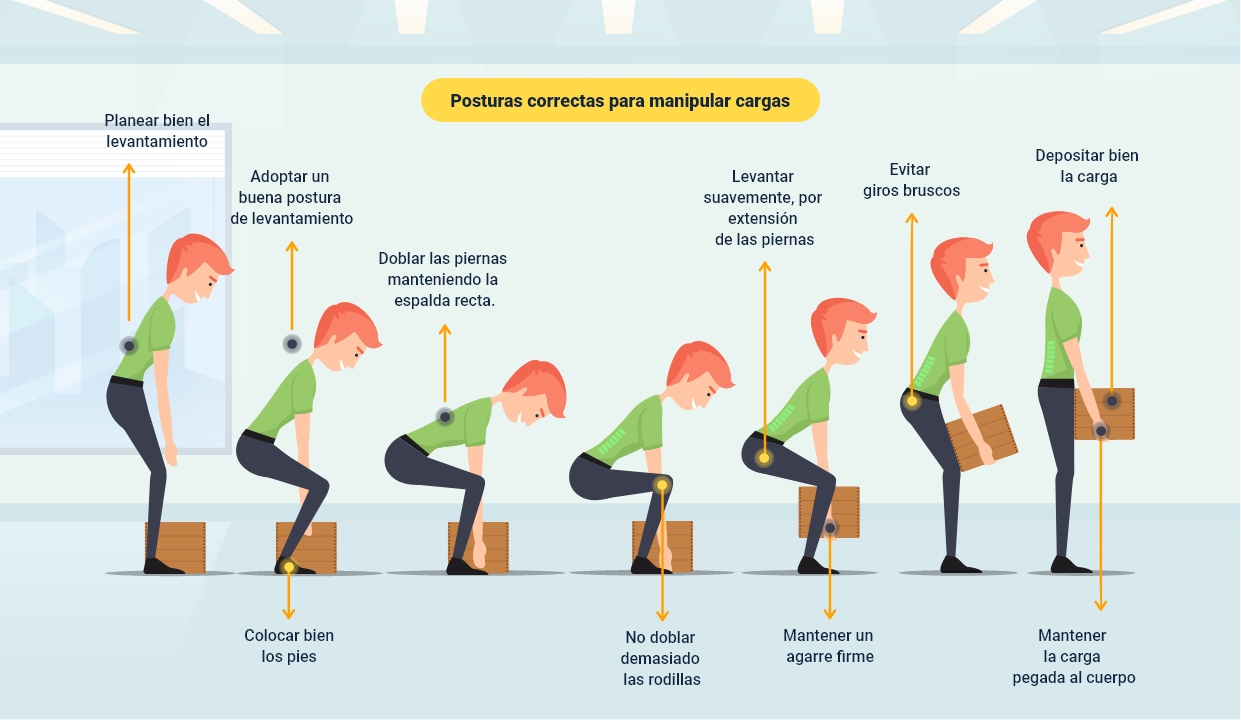 Posturas correctas para manipular cargas
Planear bien el
levantamiento
Adoptar un
buena postura
de levantamiento
Doblar las piernas
manteniendo la
espalda recta.
Levantar
suavemente, por
extensión
de las piernas
Evitar
giros bruscos
Depositar bien
la carga
Colocar bien
los pies
No doblar
demasiado
las rodillas
Mantener un
agarre firme
Mantener
la carga
pegada al cuerpo